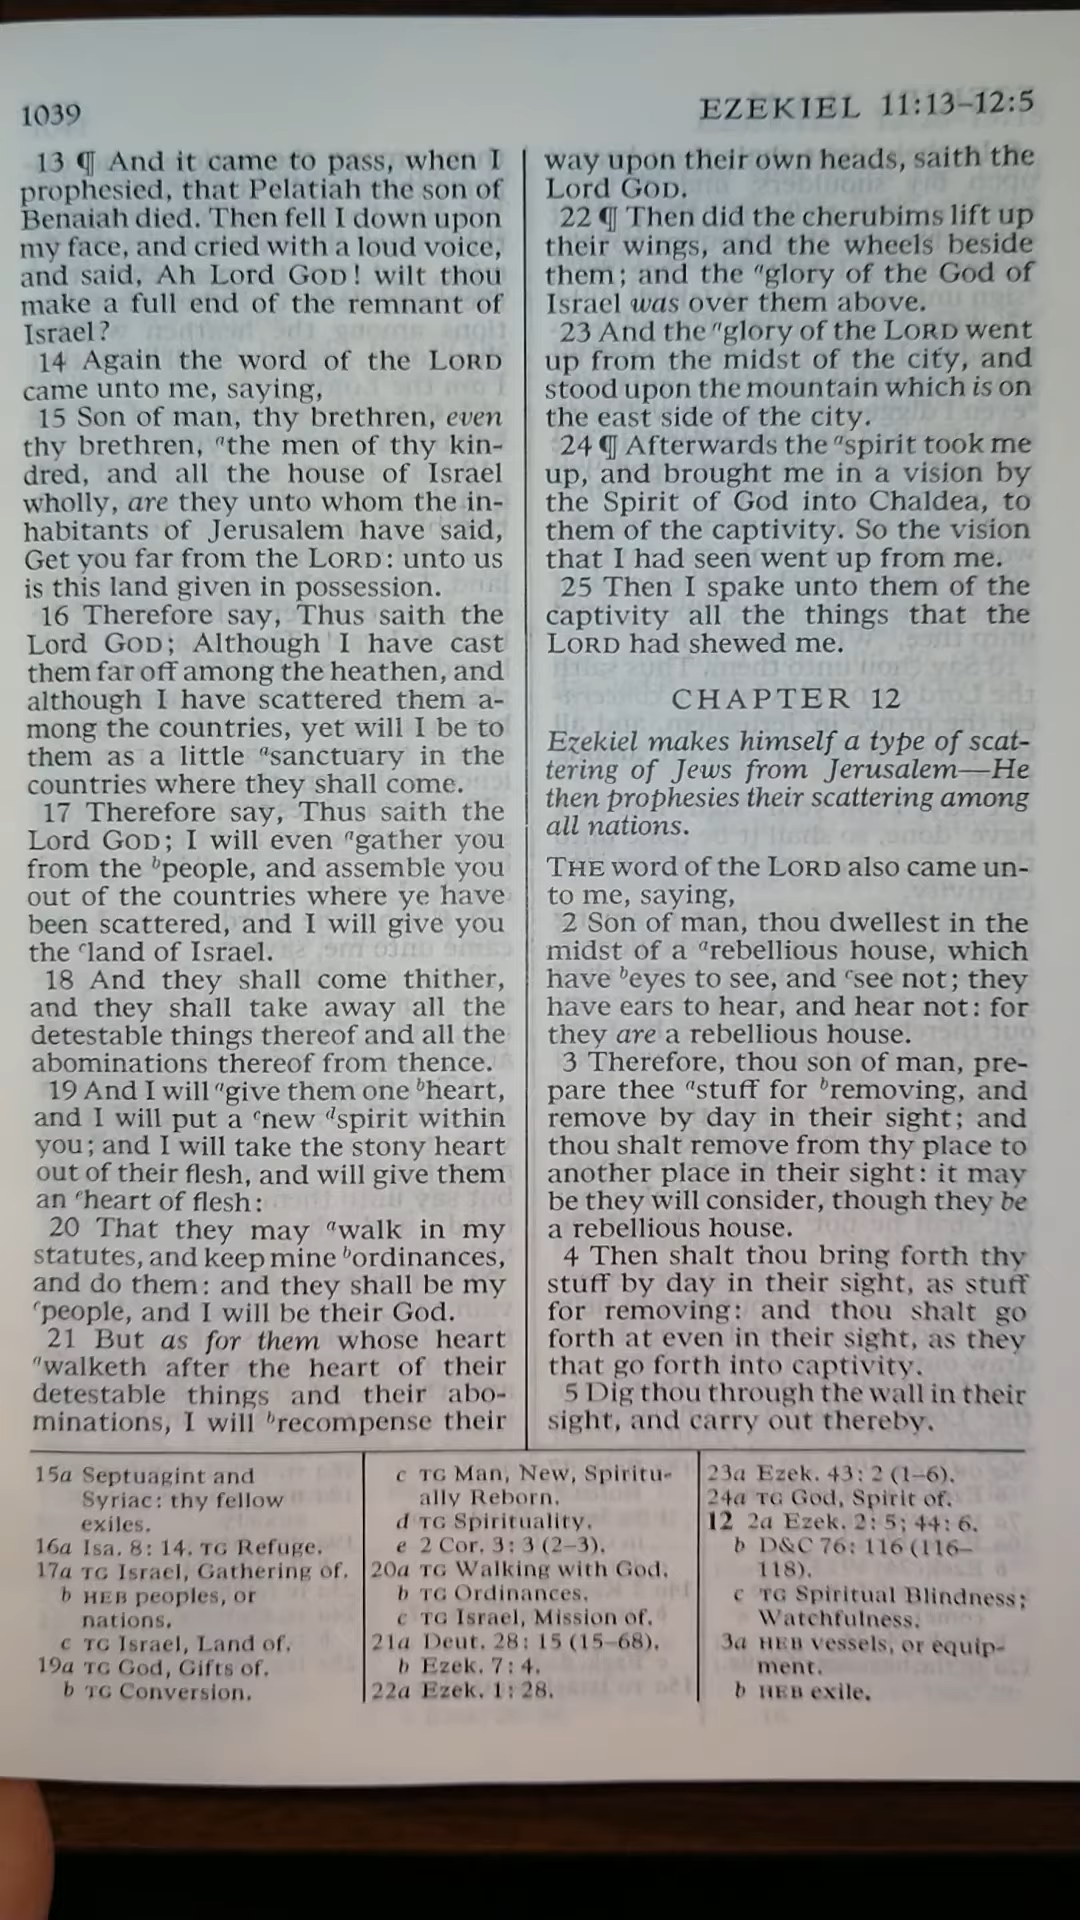 1039
EZEKIEL 11:13–12:5
13 ¶ And it came to pass, when I
prophesied, that Pelatiah the son of
Benaiah died. Then fell I down upon
my face, and cried with a loud voice,
and said, Ah Lord GOD! wilt thou
make a full end of the remnant of
Israel?
14 Again the word of the LORD
came unto me, saying,
15 Son of man, thy brethren, even
thy brethren, athe men of thy kin-
dred, and all the house of Israel
wholly, are they unto whom the in-
habitants of Jerusalem have said,
Get you far from the LORD: unto us
is this land given in possession.
16 Therefore say, Thus saith the
Lord GOD; Although I have cast
them far off among the heathen, and
although I have scattered them a-
mong the countries, yet will I be to
them as a little asanctuary in the
countries where they shall come.
17 Therefore say, Thus saith the
Lord GOD; I will even agather you
from the bpeople, and assemble you
out of the countries where ye have
been scattered, and I will give you
the cland of Israel.
18 And they shall come thither,
and they shall take away all the
detestable things thereof and all the
abominations thereof from thence.
19 And I will agive them one bheart,
and I will put a cnew dspirit within
you; and I will take the stony heart
out of their flesh, and will give them
an eheart of flesh:
20 That they may awalk in my
statutes, and keep mine bordinances,
and do them: and they shall be my
cpeople, and I will be their God.
21 But as for them whose heart
awalketh after the heart of their
detestable things and their abo-
minations, I will brecompense their
way upon their own heads, saith the
Lord GOD.
22 ¶ Then did the cherubims lift up
their wings, and the wheels beside
them; and the aglory of the God of
Israel was over them above.
23 And the aglory of the LORD went
up from the midst of the city, and
stood upon the mountain which is on
the east side of the city.
24 ¶ Afterwards the aspirit took me
up, and brought me in a vision by
the Spirit of God into Chaldea, to
them of the captivity. So the vision
that I had seen went up from me.
25 Then I spake unto them of the
captivity all the things that the
LORD had shewed me.
CHAPTER 12
Ezekiel makes himself a type of scat-
tering of Jews from Jerusalem—He
then prophesies their scattering among
all nations.
THE word of the LORD also came un-
to me, saying,
2 Son of man, thou dwellest in the
midst of a arebellious house, which
have beyes to see, and csee not; they
have ears to hear, and hear not: for
they are a rebellious house.
3 Therefore, thou son of man, pre-
pare thee astuff for bremoving, and
remove by day in their sight; and
thou shalt remove from thy place to
another place in their sight: it may
be they will consider, though they be
a rebellious house.
4 Then shalt thou bring forth thy
stuff by day in their sight, as stuff
for removing: and thou shalt go
forth at even in their sight, as they
that go forth into captivity.
5 Dig thou through the wall in their
sight, and carry out thereby.
15a Septuagint and
Syriac: thy fellow
exiles.
16a Isa. 8: 14. TG Refuge.
17a TG Israel, Gathering of.
b HEB peoples, or
nations.
c TG Israel, Land of.
19a TG God, Gifts of.
b TG Conversion.
c TG Man, New, Spiritu-
ally Reborn.
d TG Spirituality.
e 2 Cor. 3: 3 (2–3).
20a TG Walking with God.
b TG Ordinances.
c TG Israel, Mission of.
21a Deut. 28: 15 (15–68).
b Ezek. 7: 4.
22a Ezek. 1: 28.
23a Ezek. 43: 2 (1–6).
24a TG God, Spirit of.
12 2a Ezek. 2: 5; 44: 6.
b D&C 76: 116 (116–
118).
c TG Spiritual Blindness;
Watchfulness.
3a HEB vessels, or equip-
ment.
b HEB exile.